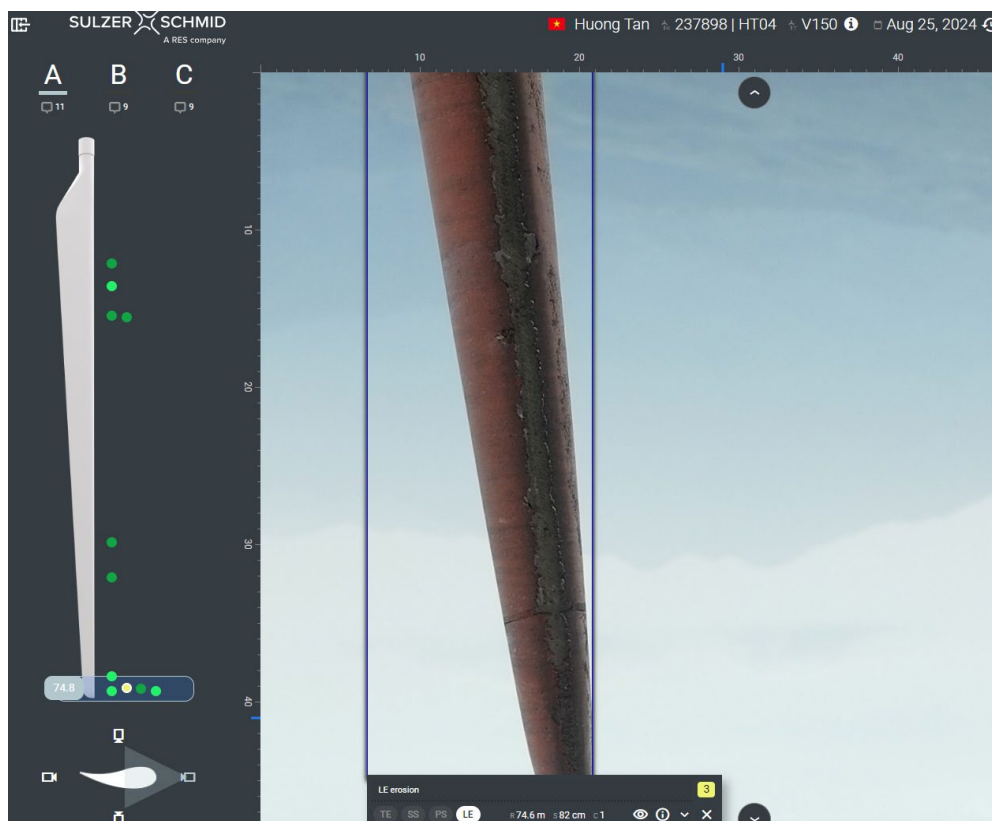 SULZER SCHMID
A RES company
Huong Tan 237898 | HT04 V150 Aug 25, 2024
A B C
11 9 9
10 20 30 40
10
20
30
40
74.8
LE erosion 3
TE SS PS LE R 74.6 m S 82 cm C 1